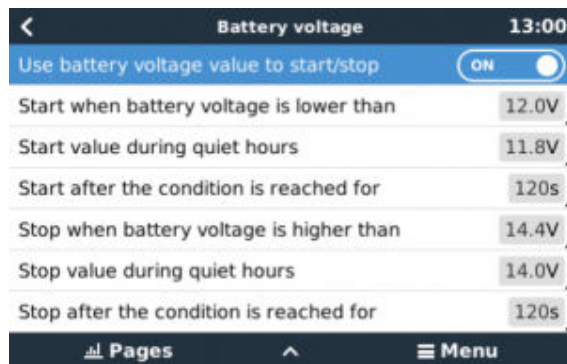 Battery voltage 13:00
Use battery voltage value to start/stop ON
Start when battery voltage is lower than 12.0V
Start value during quiet hours 11.8V
Start after the condition is reached for 120s
Stop when battery voltage is higher than 14.4V
Stop value during quiet hours 14.0V
Stop after the condition is reached for 120s
Pages Menu